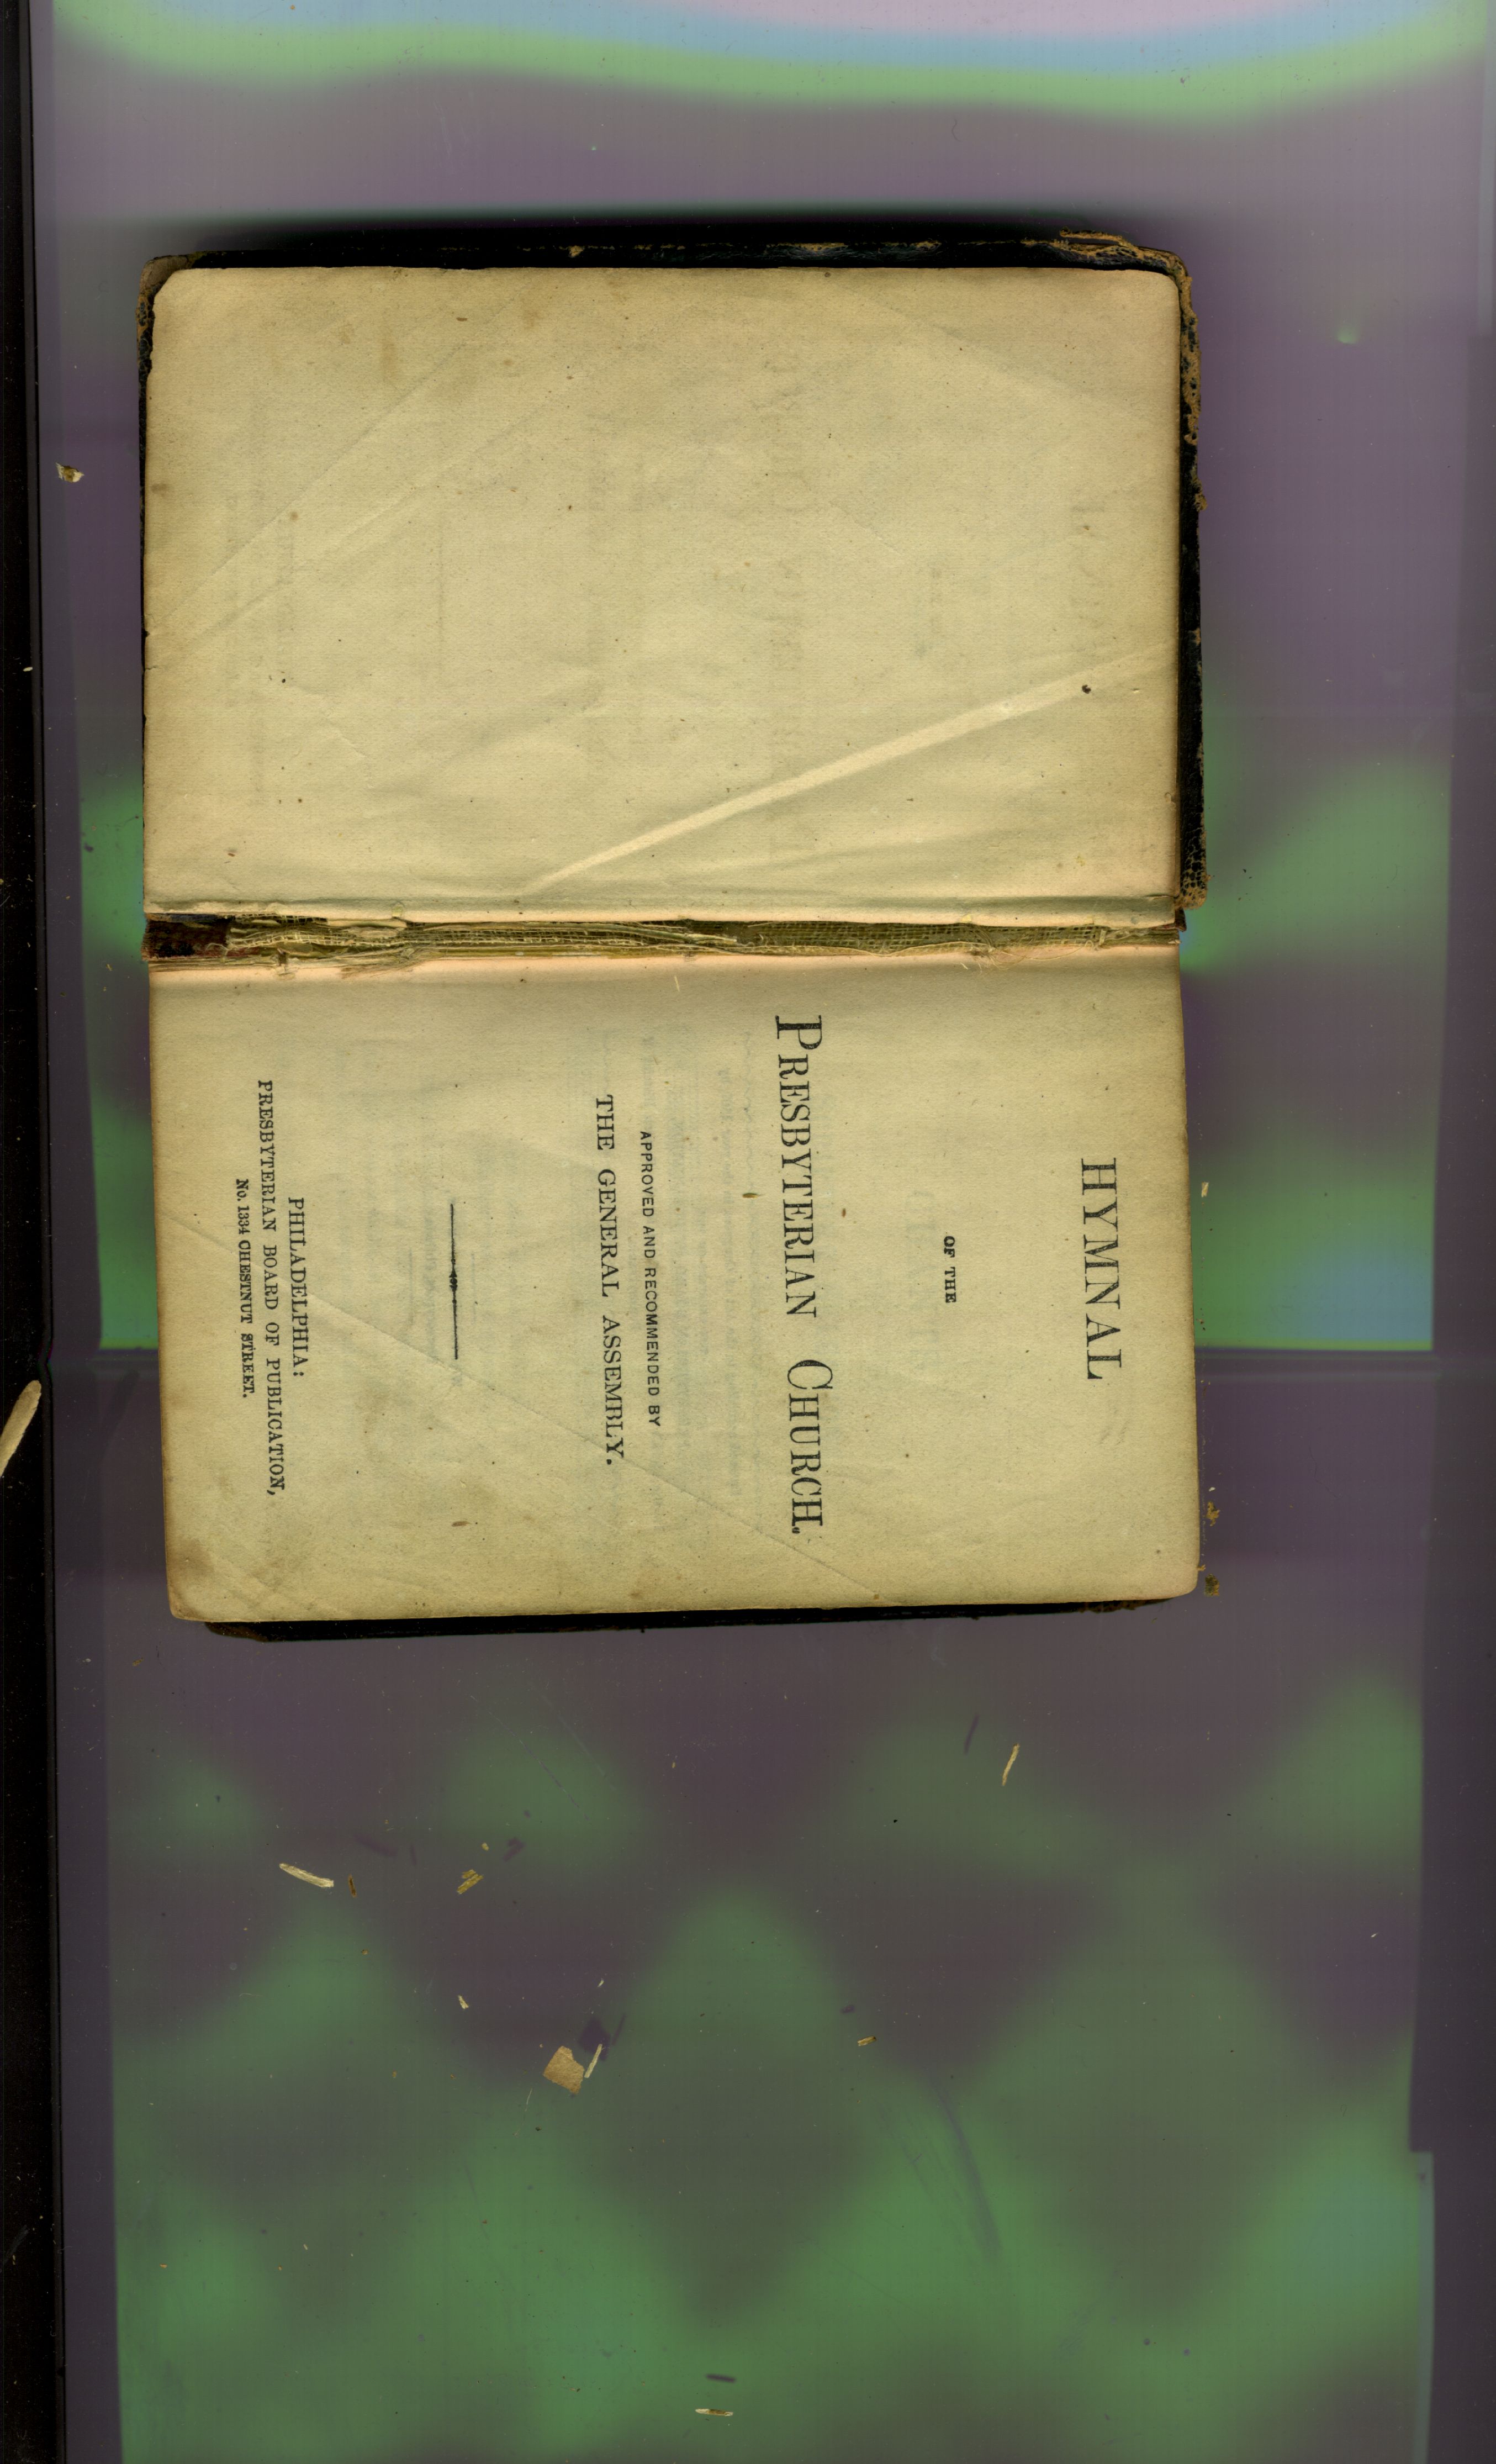 HYMNAL
OF THE
PRESBYTERIAN CHURCH.
APPROVED AND RECOMMENDED BY
THE GENERAL ASSEMBLY.
PHILADELPHIA:
PRESBYTERIAN BOARD OF PUBLICATION,
No. 1334 CHESTNUT STREET.